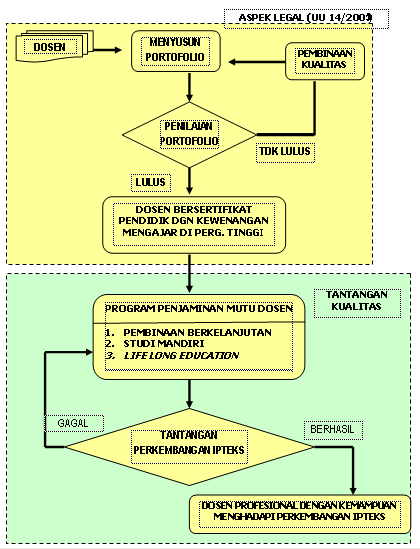 ASPEK LEGAL (UU 14/2005)
DOSEN
MENYUSUN
PORTOFOLIO
PEMBINAAN
KUALITAS
PENILAIAN
PORTOFOLIO
TDK LULUS
LULUS
DOSEN BERSERTIFIKAT
PENDIDIK DGN KEWENANGAN
MENGAJAR DI PERG. TINGGI
TANTANGAN
KUALITAS
PROGRAM PENJAMINAN MUTU DOSEN
1. PEMBINAAN BERKELANJUTAN
2. STUDI MANDIRI
3. LIFE LONG EDUCATION
GAGAL
BERHASIL
TANTANGAN
PERKEMBANGAN IPTEKS
DOSEN PROFESIONAL DENGAN KEMAMPUAN
MENGHADAPI PERKEMBANGAN IPTEKS